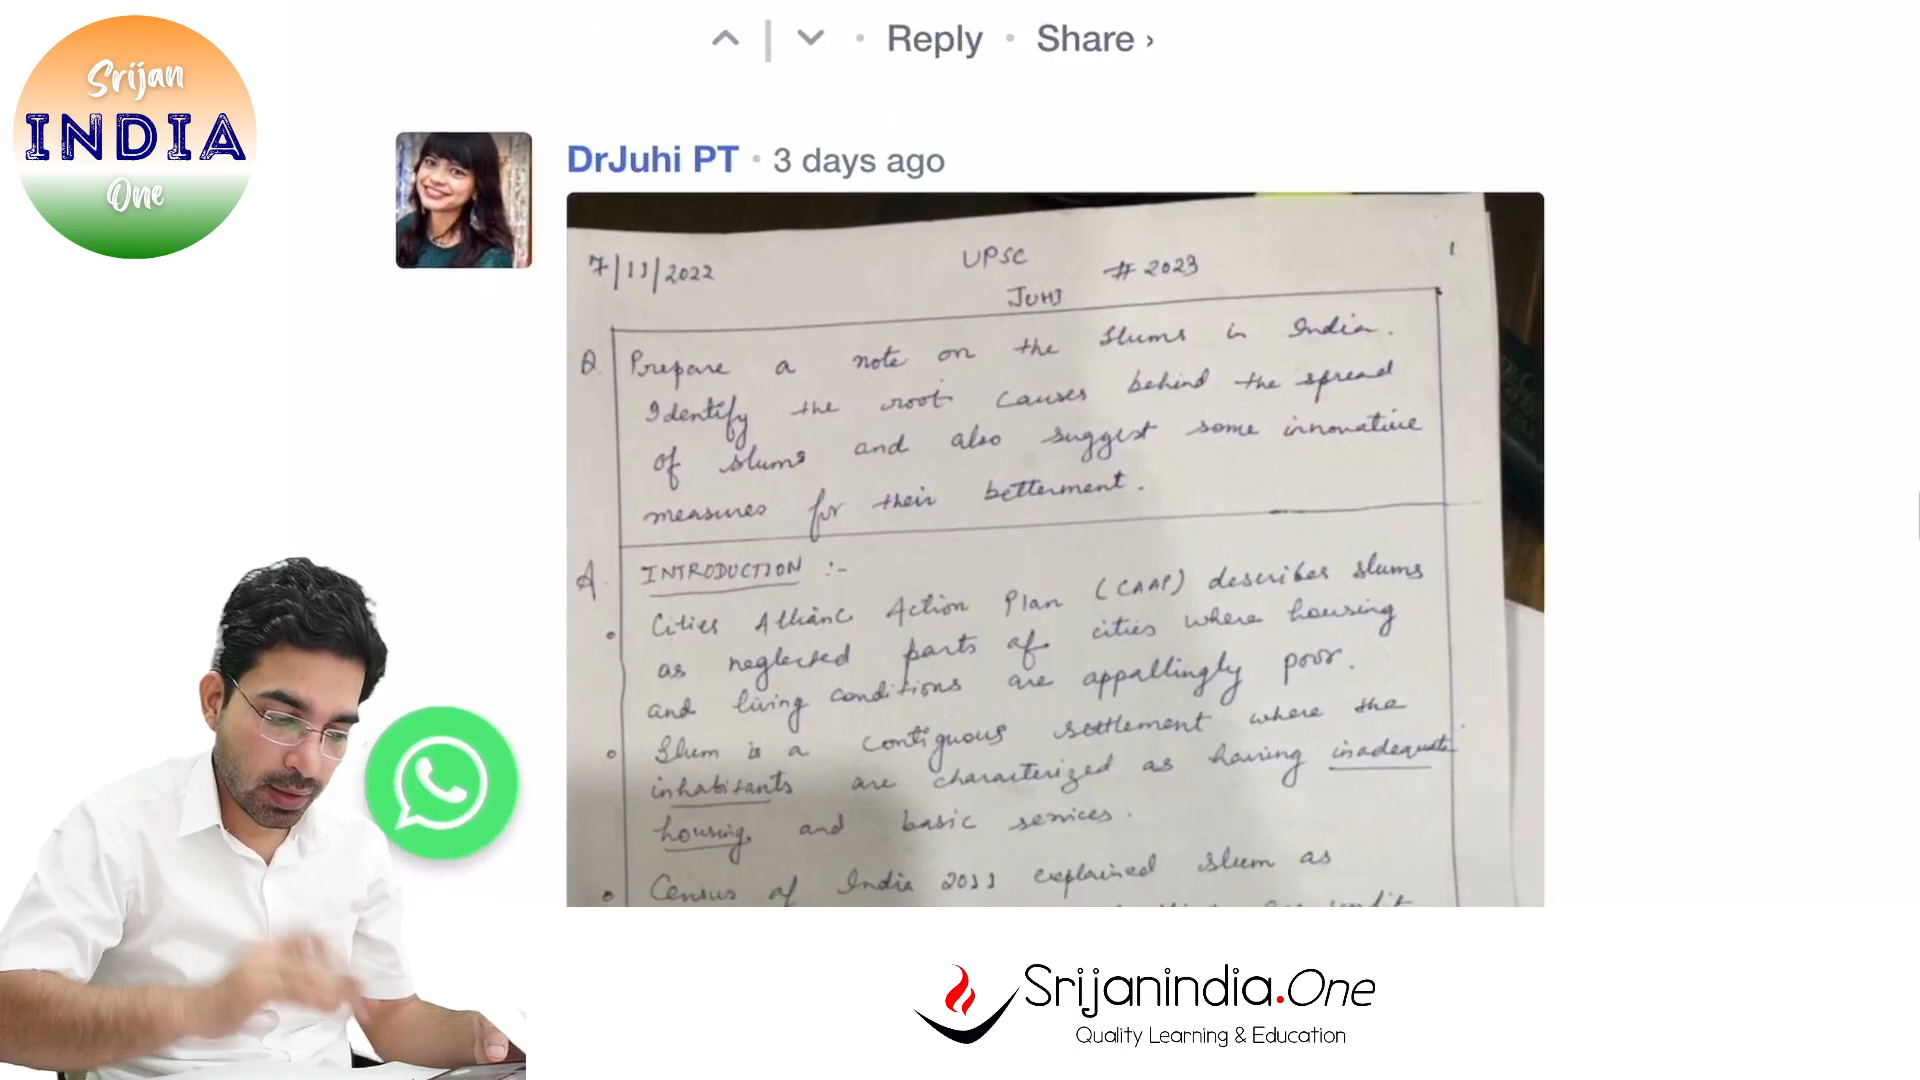 Srijan
INDIA
One
Reply • Share ›
DrJuhi PT • 3 days ago
7/11/2022 UPSC # 2023 1
JUHI
Q. Prepare a note on the slums in India.
Identify the root causes behind the spread
of slums and also suggest some innovative
measures for their betterment.
A. INTRODUCTION :-
Cities Alliance Action Plan (CAAP) describes slums
as neglected parts of cities where housing
and living conditions are appallingly poor.
Slum is a contiguous settlement where the
inhabitants are characterized as having inadequate
housing and basic services.
Census of India 2011 explained slum as
Srijanindia.One
Quality Learning & Education